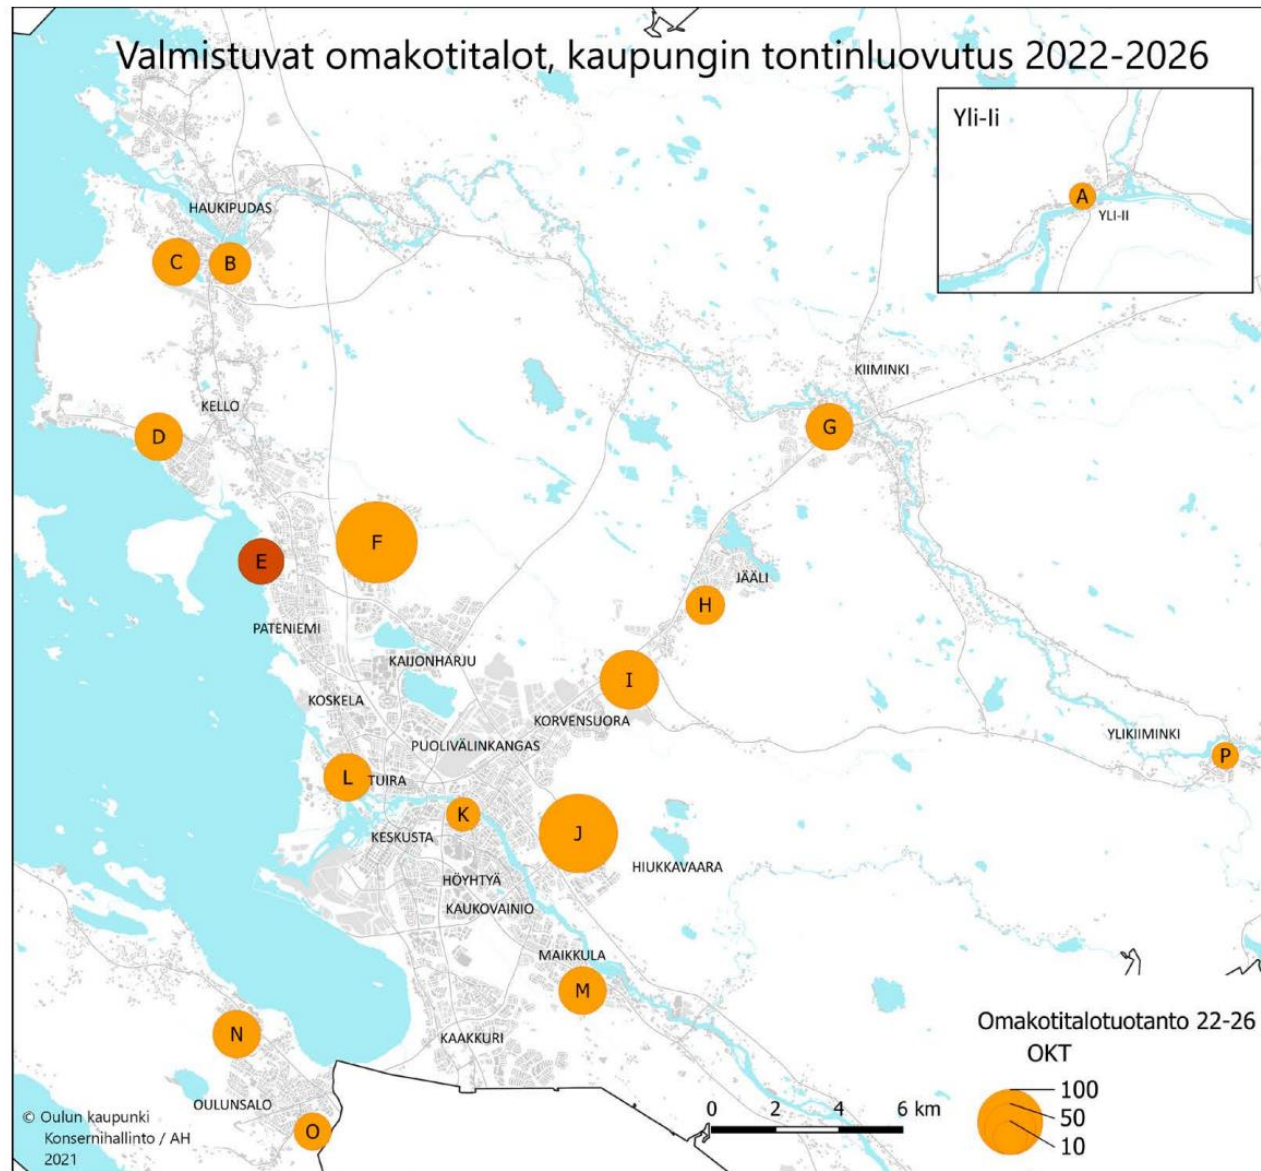 Valmistuvat omakotitalot, kaupungin tontinluovutus 2022-2026
Yli-Ii
A
YLI-II
HAUKIPUDAS
C
B
KIIMINKI
KELLO
G
D
F
E
JÄÄLI
H
PATENIEMI
KAIJONHARJU
I
KOSKELA
KORVENSUORA
YLIKIIMINKI
PUOLIVÄLINKANGAS
P
L
TUIRA
K
J
KESKUSTA
HIUKKAVAARA
HÖYHTYÄ
KAUKOVAINIO
MAIKKULA
M
N
KAAKKURI
Omakotitalotuotanto 22-26
OKT
100
50
10
OULUNSALO
O
0 2 4 6 km
© Oulun kaupunki
Konsernihallinto / AH
2021